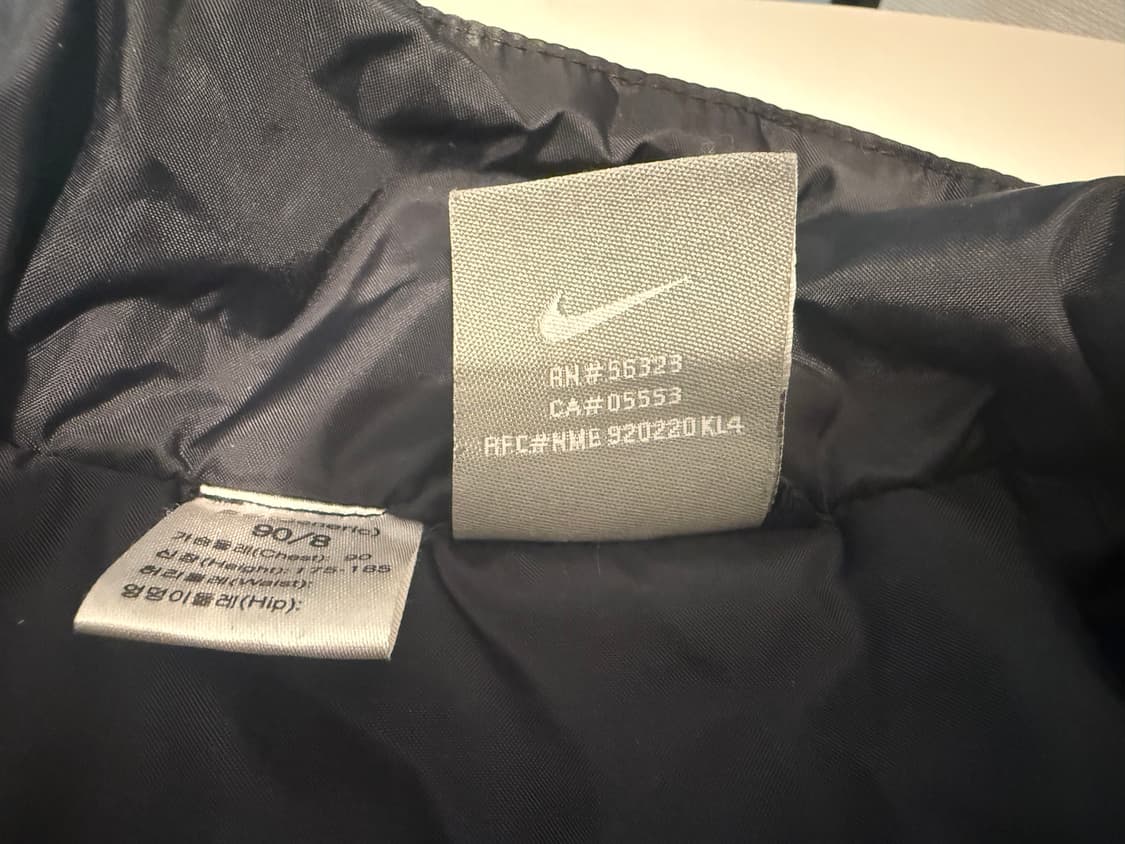 RN#56323
CA#05553
RFC#NME 920220 KL4
90/8
가슴둘레(Chest): 90
신장(Height): 175-185
허리둘레(Waist):
엉덩이둘레(Hip):